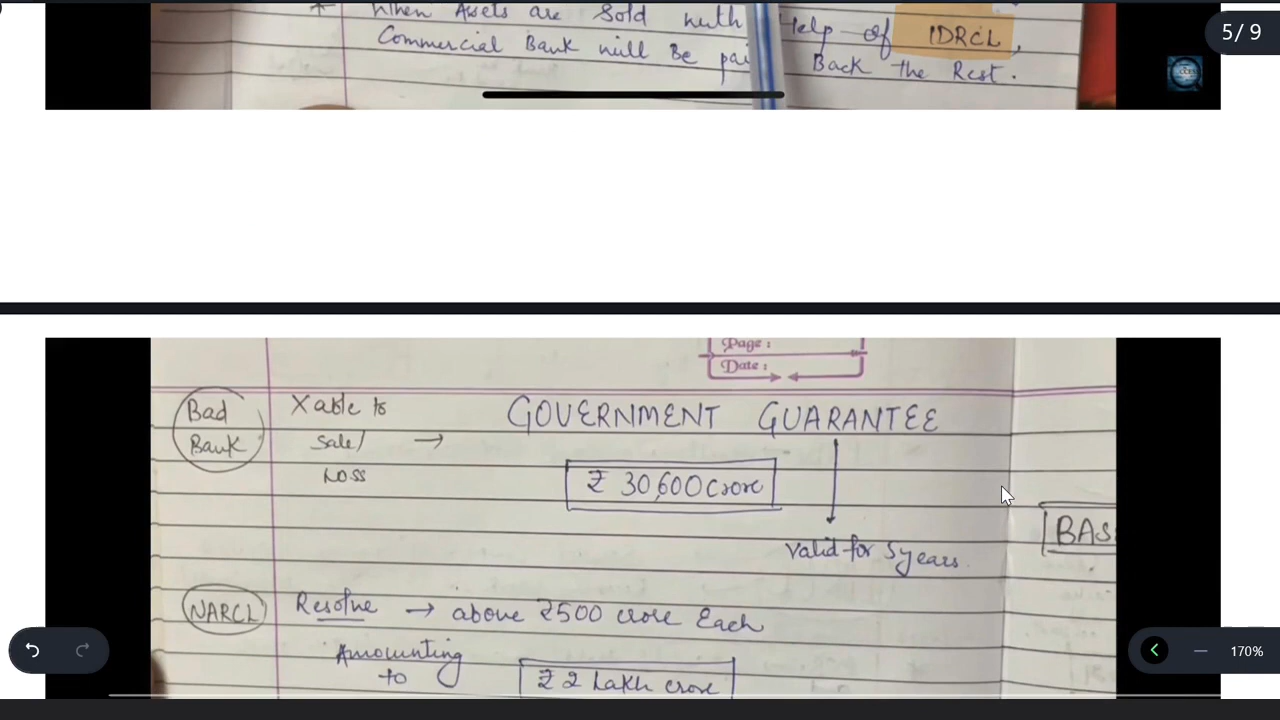 When Assets are Sold with Help of IDRCL,
Commercial Bank will Be pai Back the Rest.
5 / 9
Page :
Date :
Bad Bank
X able to sale/ Loss →
GOVERNMENT GUARANTEE
₹ 30,600 crore
Valid for 5 years.
BAS
NARCL
Resolve → above ₹500 crore Each
Amounting to
₹ 2 Lakh crore
170%